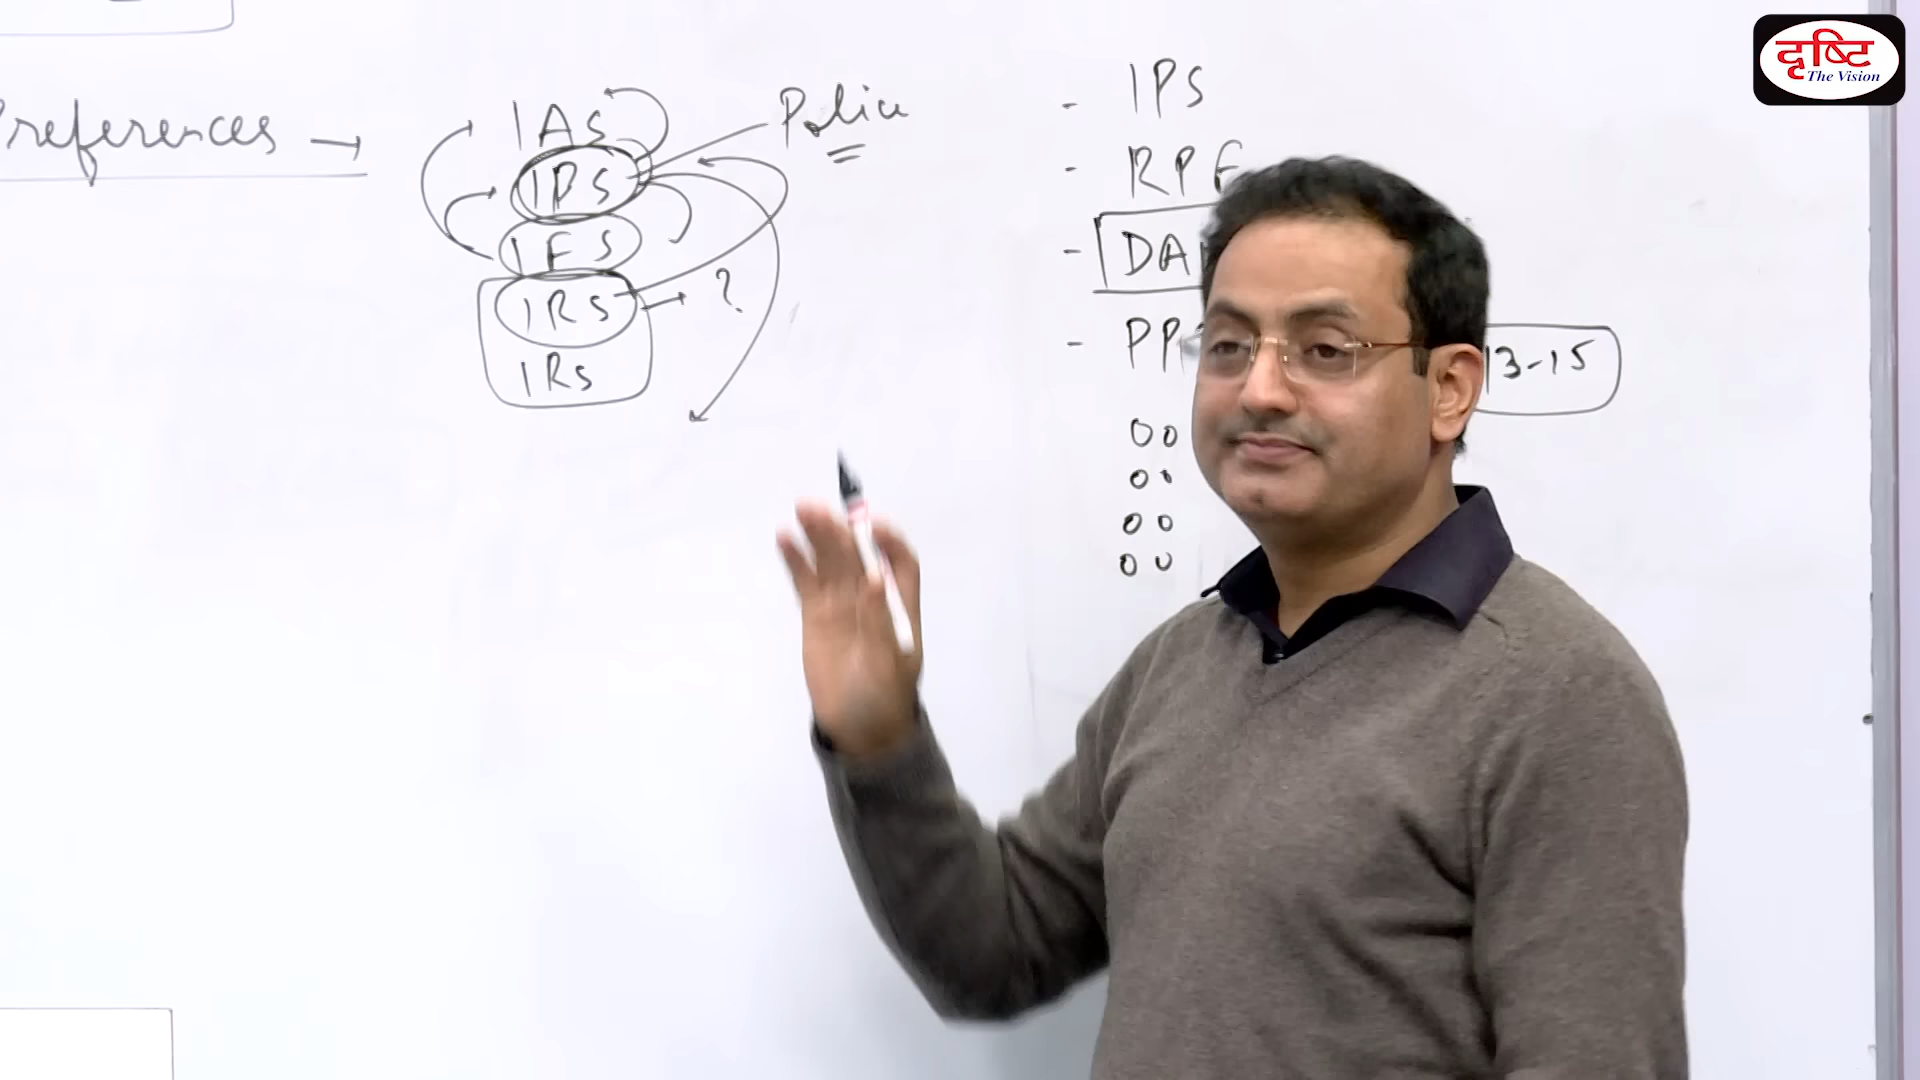 Preferences →
IAS
IPS
IFS
IRS → ?
IRS
Police
- IPS
- RPF
- DA
- PP
13-15
दृष्टि
The Vision